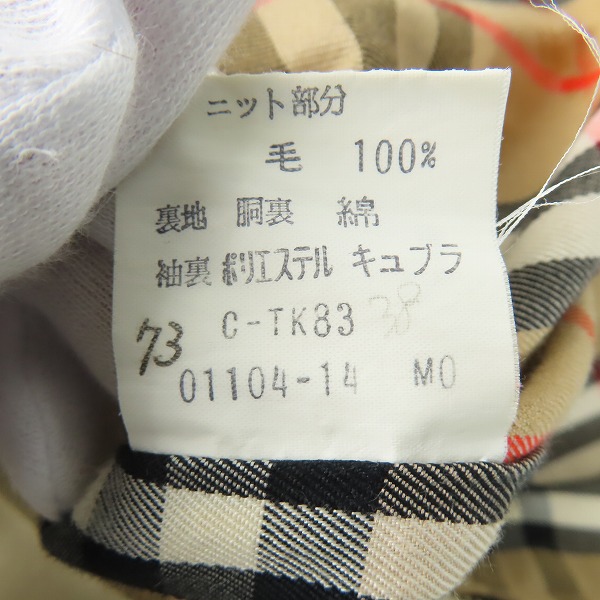 ニット部分
毛 100%
裏地 胴裏 綿
袖裏 ポリエステル キュプラ
C-TK83 38
73
01104-14 M0